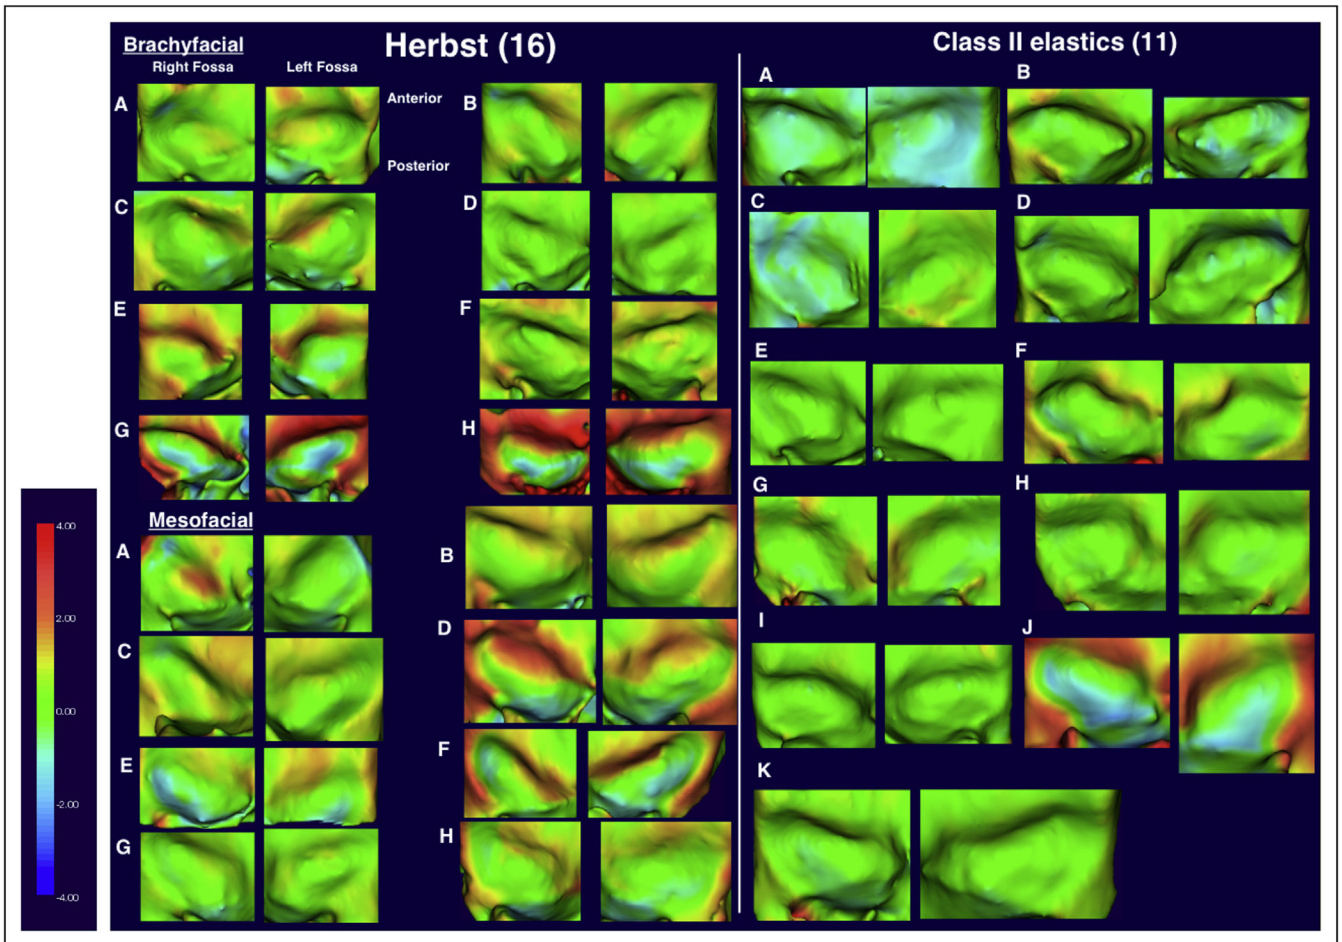 Brachyfacial
Herbst (16)
Class II elastics (11)
Right Fossa
Left Fossa
Anterior
Posterior
A
B
C
D
E
F
G
H
Mesofacial
A
B
C
D
E
F
G
H
A
B
C
D
E
F
G
H
I
J
K
4.00
2.00
0.00
-2.00
-4.00